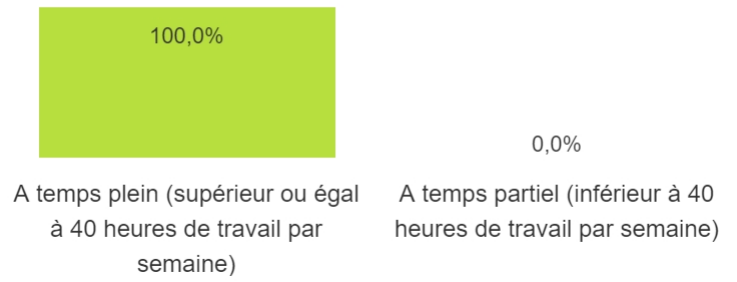 100,0%
0,0%
A temps plein (supérieur ou égal
à 40 heures de travail par
semaine)
A temps partiel (inférieur à 40
heures de travail par semaine)